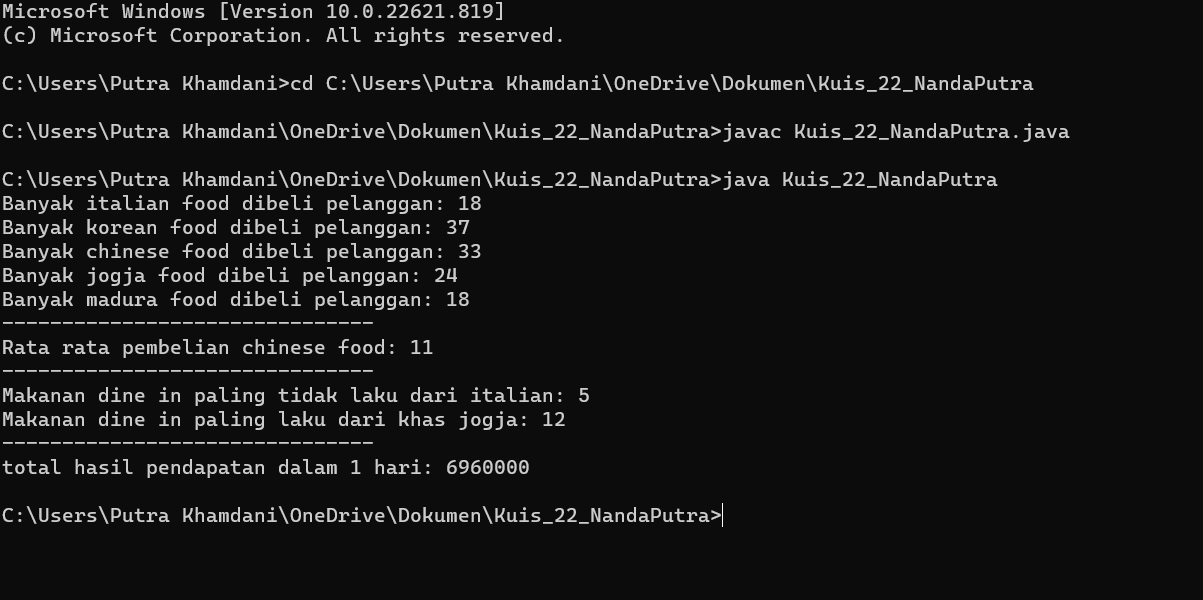 Microsoft Windows [Version 10.0.22621.819]
(c) Microsoft Corporation. All rights reserved.
C:\Users\Putra Khamdani>cd C:\Users\Putra Khamdani\OneDrive\Dokumen\Kuis_22_NandaPutra
C:\Users\Putra Khamdani\OneDrive\Dokumen\Kuis_22_NandaPutra>javac Kuis_22_NandaPutra.java
C:\Users\Putra Khamdani\OneDrive\Dokumen\Kuis_22_NandaPutra>java Kuis_22_NandaPutra
Banyak italian food dibeli pelanggan: 18
Banyak korean food dibeli pelanggan: 37
Banyak chinese food dibeli pelanggan: 33
Banyak jogja food dibeli pelanggan: 24
Banyak madura food dibeli pelanggan: 18
-------------------------------
Rata rata pembelian chinese food: 11
-------------------------------
Makanan dine in paling tidak laku dari italian: 5
Makanan dine in paling laku dari khas jogja: 12
-------------------------------
total hasil pendapatan dalam 1 hari: 6960000
C:\Users\Putra Khamdani\OneDrive\Dokumen\Kuis_22_NandaPutra>